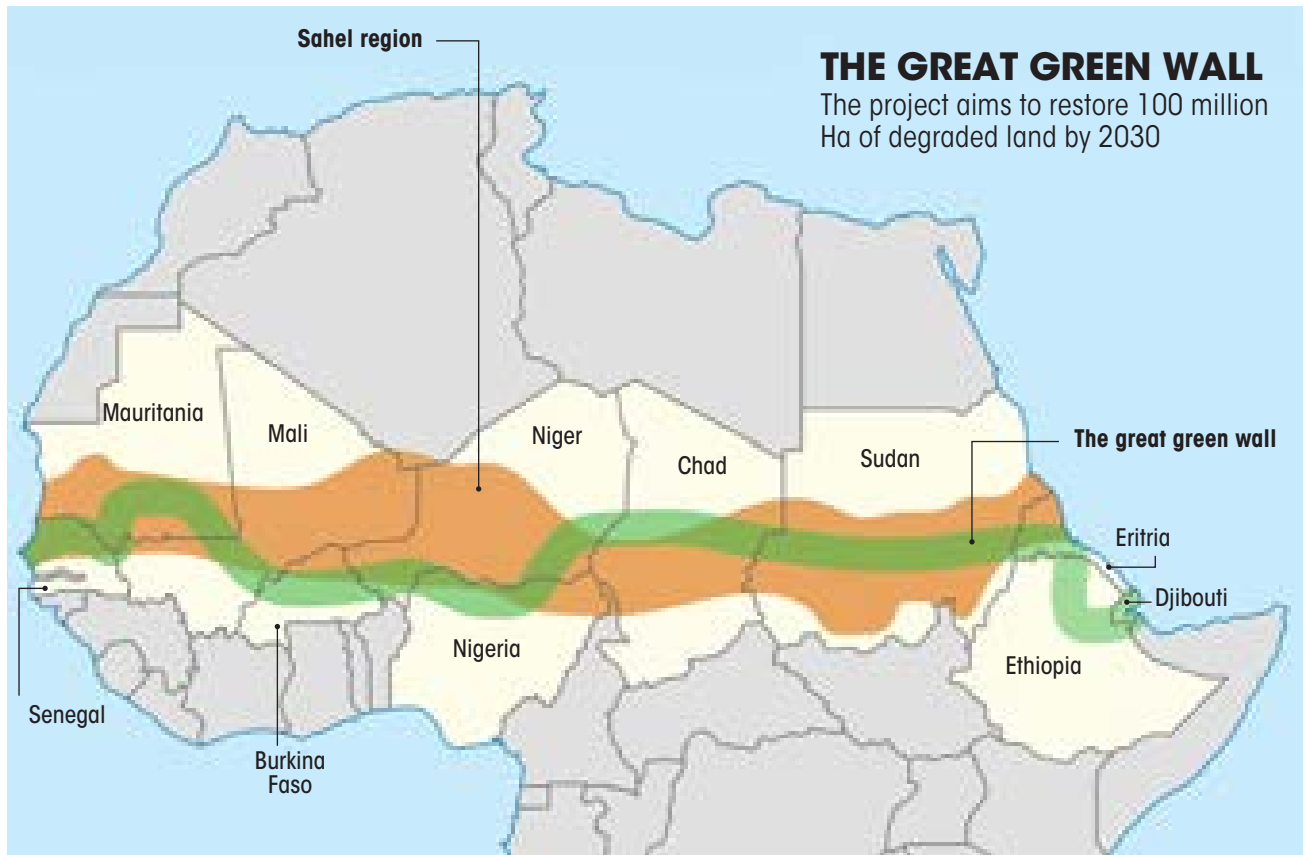 Sahel region
THE GREAT GREEN WALL
The project aims to restore 100 million
Ha of degraded land by 2030
Mauritania
Mali
Niger
Chad
Sudan
The great green wall
Eritria
Djibouti
Nigeria
Ethiopia
Senegal
Burkina
Faso